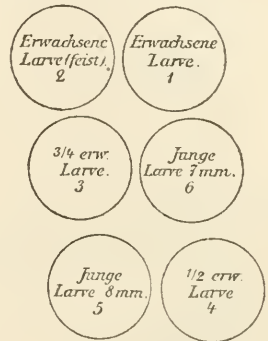 Erwachsene
Larve (feist).
2
Erwachsene
Larve.
1
3/4 erw.
Larve.
3
Junge
Larve 7 mm.
6
Junge
Larve 8 mm.
5
1/2 erw.
Larve
4